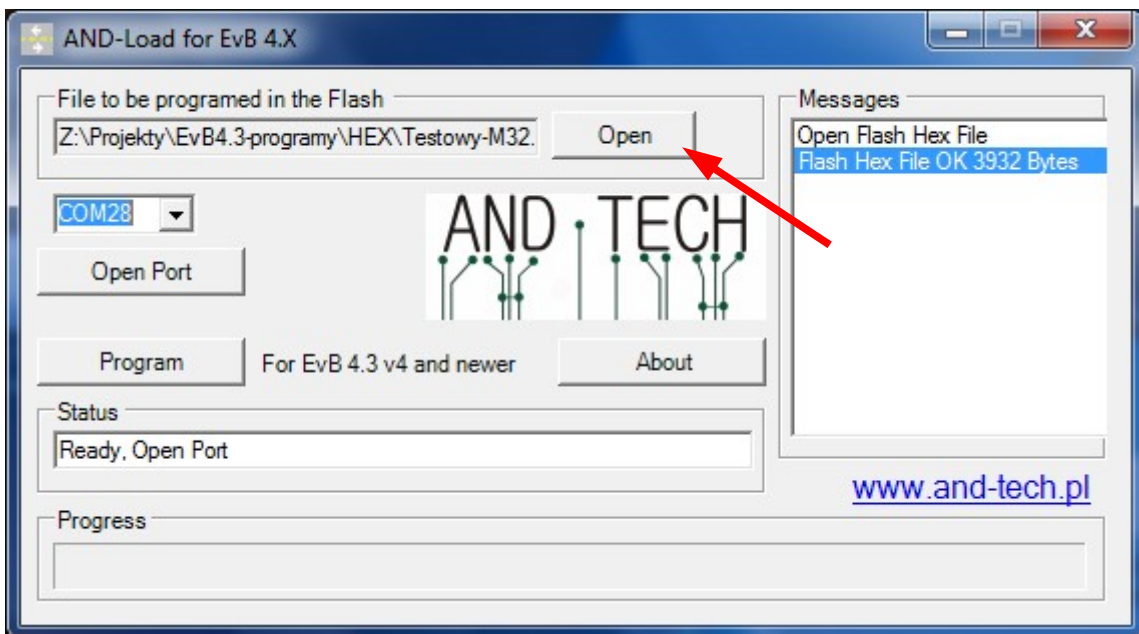 AND-Load for EvB 4.X
File to be programed in the Flash
Z:\Projekty\EvB4.3-programy\HEX\Testowy-M32.
Open
Messages
Open Flash Hex File
Flash Hex File OK 3932 Bytes
COM28
AND TECH
Open Port
Program
For EvB 4.3 v4 and newer
About
Status
Ready, Open Port
www.and-tech.pl
Progress